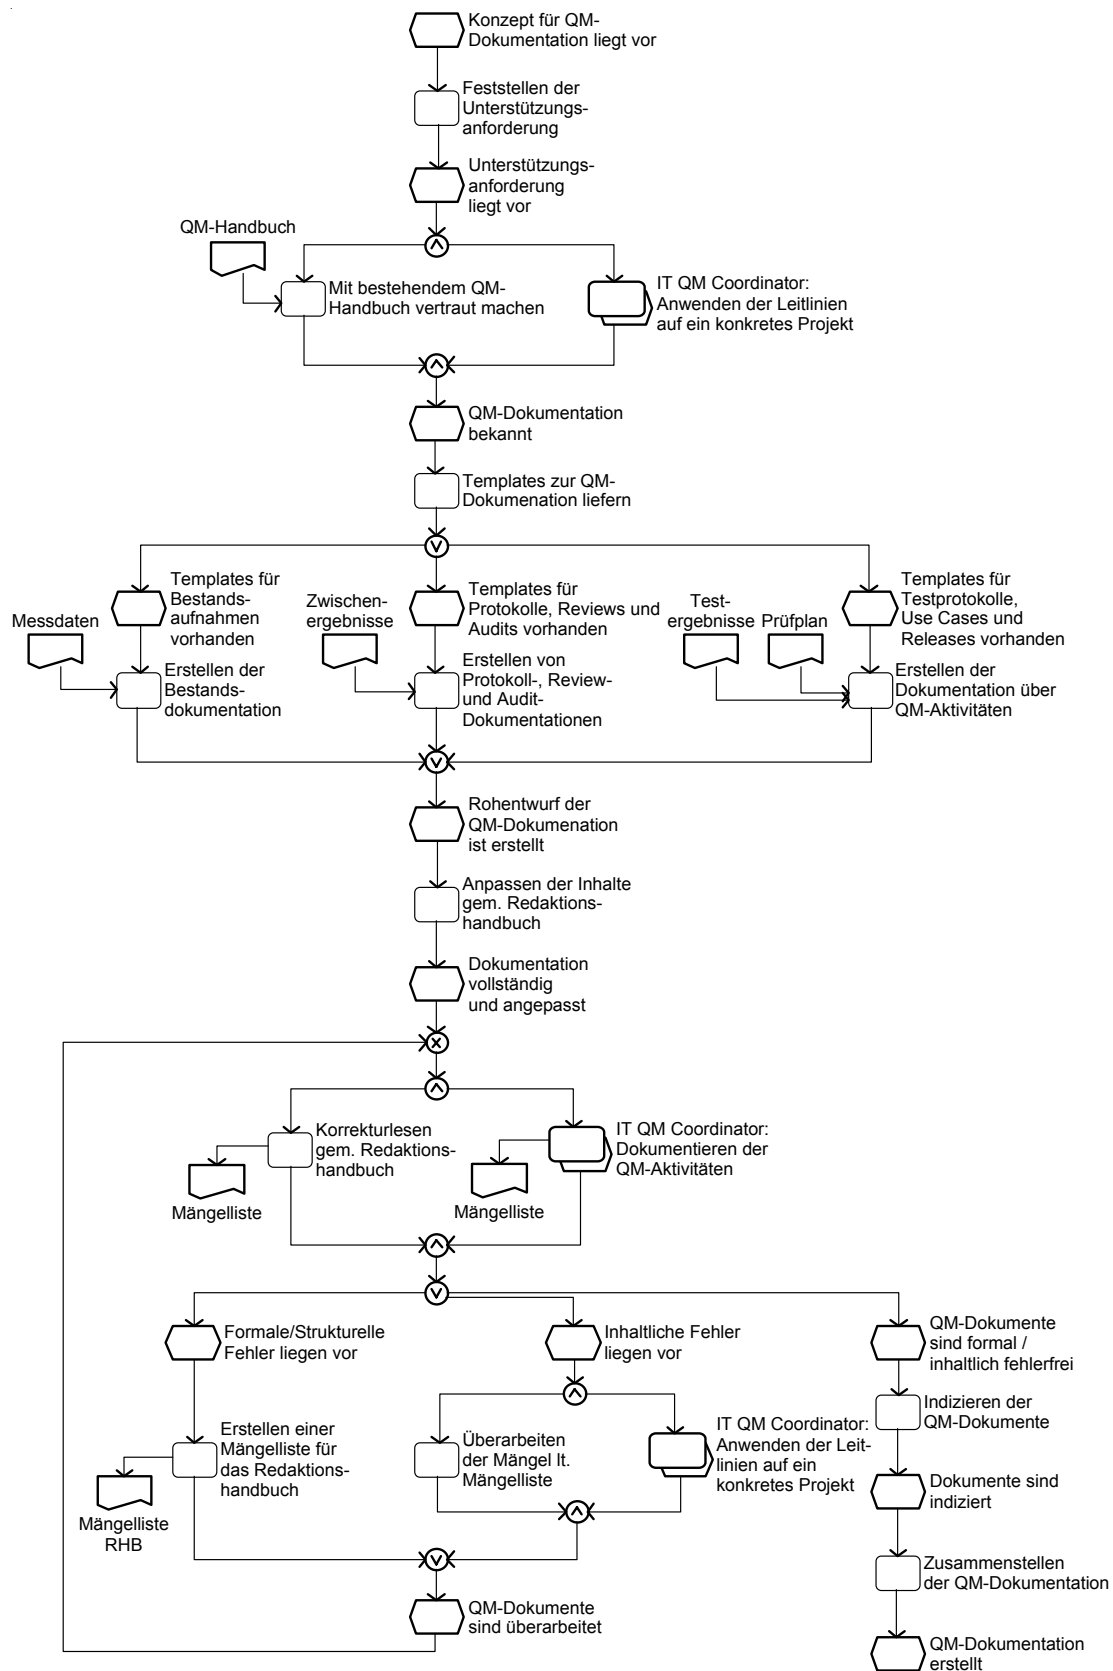 Konzept für QM-
Dokumentation liegt vor
Feststellen der
Unterstützungs-
anforderung
Unterstützungs-
anforderung
liegt vor
QM-Handbuch
Mit bestehendem QM-
Handbuch vertraut machen
IT QM Coordinator:
Anwenden der Leitlinien
auf ein konkretes Projekt
QM-Dokumentation
bekannt
Templates zur QM-
Dokumenation liefern
Templates für
Bestands-
aufnahmen
vorhanden
Messdaten
Erstellen der
Bestands-
dokumentation
Zwischen-
ergebnisse
Templates für
Protokolle, Reviews und
Audits vorhanden
Erstellen von
Protokoll-, Review-
und Audit-
Dokumentationen
Test-
ergebnisse
Prüfplan
Templates für
Testprotokolle,
Use Cases und
Releases vorhanden
Erstellen der
Dokumentation über
QM-Aktivitäten
Rohentwurf der
QM-Dokumenation
ist erstellt
Anpassen der Inhalte
gem. Redaktions-
handbuch
Dokumentation
vollständig
und angepasst
Korrekturlesen
gem. Redaktions-
handbuch
Mängelliste
IT QM Coordinator:
Dokumentieren der
QM-Aktivitäten
Mängelliste
Formale/Strukturelle
Fehler liegen vor
Inhaltliche Fehler
liegen vor
QM-Dokumente
sind formal /
inhaltlich fehlerfrei
Erstellen einer
Mängelliste für
das Redaktions-
handbuch
Mängelliste
RHB
Überarbeiten
der Mängel lt.
Mängelliste
IT QM Coordinator:
Anwenden der Leit-
linien auf ein
konkretes Projekt
Indizieren der
QM-Dokumente
Dokumente sind
indiziert
Zusammenstellen
der QM-Dokumentation
QM-Dokumente
sind überarbeitet
QM-Dokumentation
erstellt